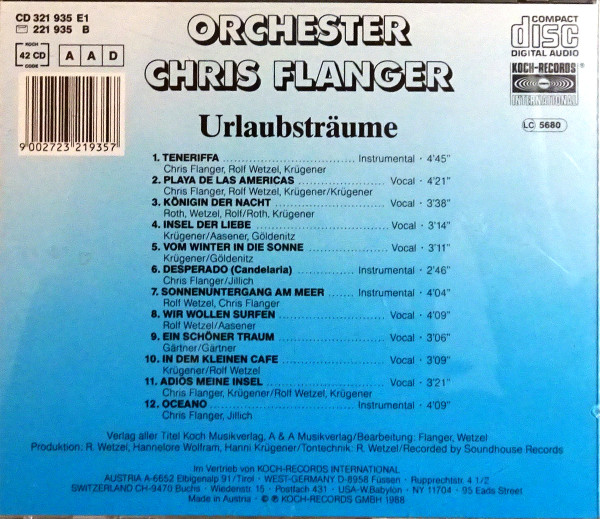 CD 321 935 E1
221 935 B
KOCH
42 CD
CODE
A A D
9 002723 219357
ORCHESTER
CHRIS FLANGER
COMPACT
disc
DIGITAL AUDIO
KOCH-RECORDS®
INTERNATIONAL
LC 5680
Urlaubsträume
1. TENERIFFA ........ Instrumental · 4'45"
Chris Flanger, Rolf Wetzel, Krügener
2. PLAYA DE LAS AMERICAS ........ Vocal · 4'21"
Chris Flanger, Rolf Wetzel, Krügener/Krügener
3. KÖNIGIN DER NACHT ........ Vocal · 3'38"
Roth, Wetzel, Rolf/Roth, Krügener
4. INSEL DER LIEBE ........ Vocal · 3'14"
Krügener/Aasener, Göldenitz
5. VOM WINTER IN DIE SONNE ........ Vocal · 3'11"
Krügener/Göldenitz
6. DESPERADO (Candelaria) ........ Instrumental · 2'46"
Chris Flanger/Jillich
7. SONNENUNTERGANG AM MEER ........ Instrumental · 4'04"
Rolf Wetzel, Chris Flanger
8. WIR WOLLEN SURFEN ........ Vocal · 4'09"
Rolf Wetzel/Aasener
9. EIN SCHÖNER TRAUM ........ Vocal · 3'06"
Gärtner/Gärtner
10. IN DEM KLEINEN CAFE ........ Vocal · 3'09"
Krügener/Rolf Wetzel
11. ADIOS MEINE INSEL ........ Vocal · 3'21"
Chris Flanger, Krügener/Rolf Wetzel, Krügener
12. OCEANO ........ Instrumental · 4'09"
Chris Flanger, Jillich
Verlag aller Titel Koch Musikverlag, A & A Musikverlag/Bearbeitung: Flanger, Wetzel
Produktion: R. Wetzel, Hannelore Wolfram, Hanni Krügener/Tontechnik: R. Wetzel/Recorded by Soundhouse Records
Im Vertrieb von KOCH-RECORDS INTERNATIONAL
AUSTRIA A-6652 Elbigenalp 91/Tirol · WEST-GERMANY D-8958 Füssen · Rupprechtstr. 4 1/2
SWITZERLAND CH-9470 Buchs · Wiedenstr. 15 · Postfach 431 · USA-W.Babylon · NY 11704 · 95 Eads Street
Made in Austria · © ℗ KOCH-RECORDS GMBH 1988